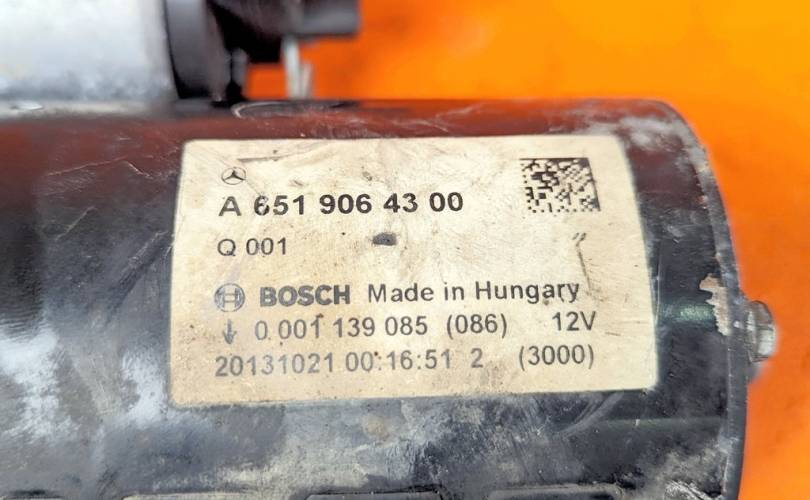 A 651 906 43 00
Q 001
BOSCH Made in Hungary
0 001 139 085 (086) 12V
20131021 00:16:51 2 (3000)